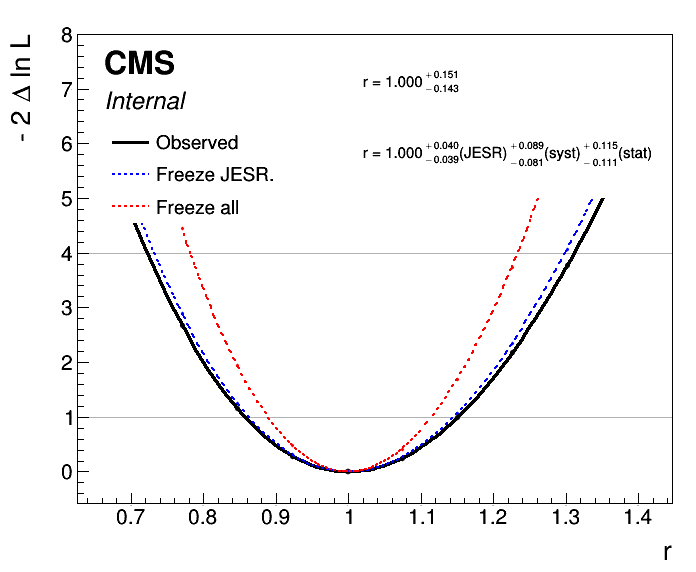 - 2 Δ ln L
8
7
6
5
4
3
2
1
0
CMS
Internal
Observed
Freeze JESR.
Freeze all
r = 1.000 +0.151 −0.143
r = 1.000 +0.040 −0.039 (JESR) +0.089 −0.081 (syst) +0.115 −0.111 (stat)
0.7 0.8 0.9 1 1.1 1.2 1.3 1.4
r